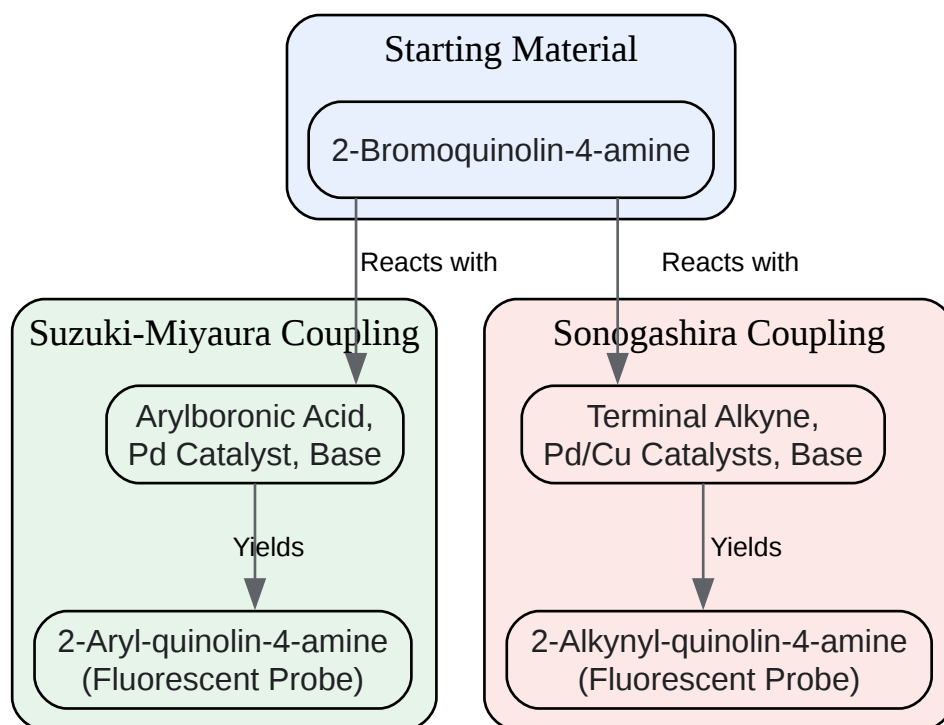 Starting Material
2-Bromoquinolin-4-amine
Reacts with
Reacts with
Suzuki-Miyaura Coupling
Sonogashira Coupling
Arylboronic Acid,
Pd Catalyst, Base
Terminal Alkyne,
Pd/Cu Catalysts, Base
Yields
Yields
2-Aryl-quinolin-4-amine
(Fluorescent Probe)
2-Alkynyl-quinolin-4-amine
(Fluorescent Probe)